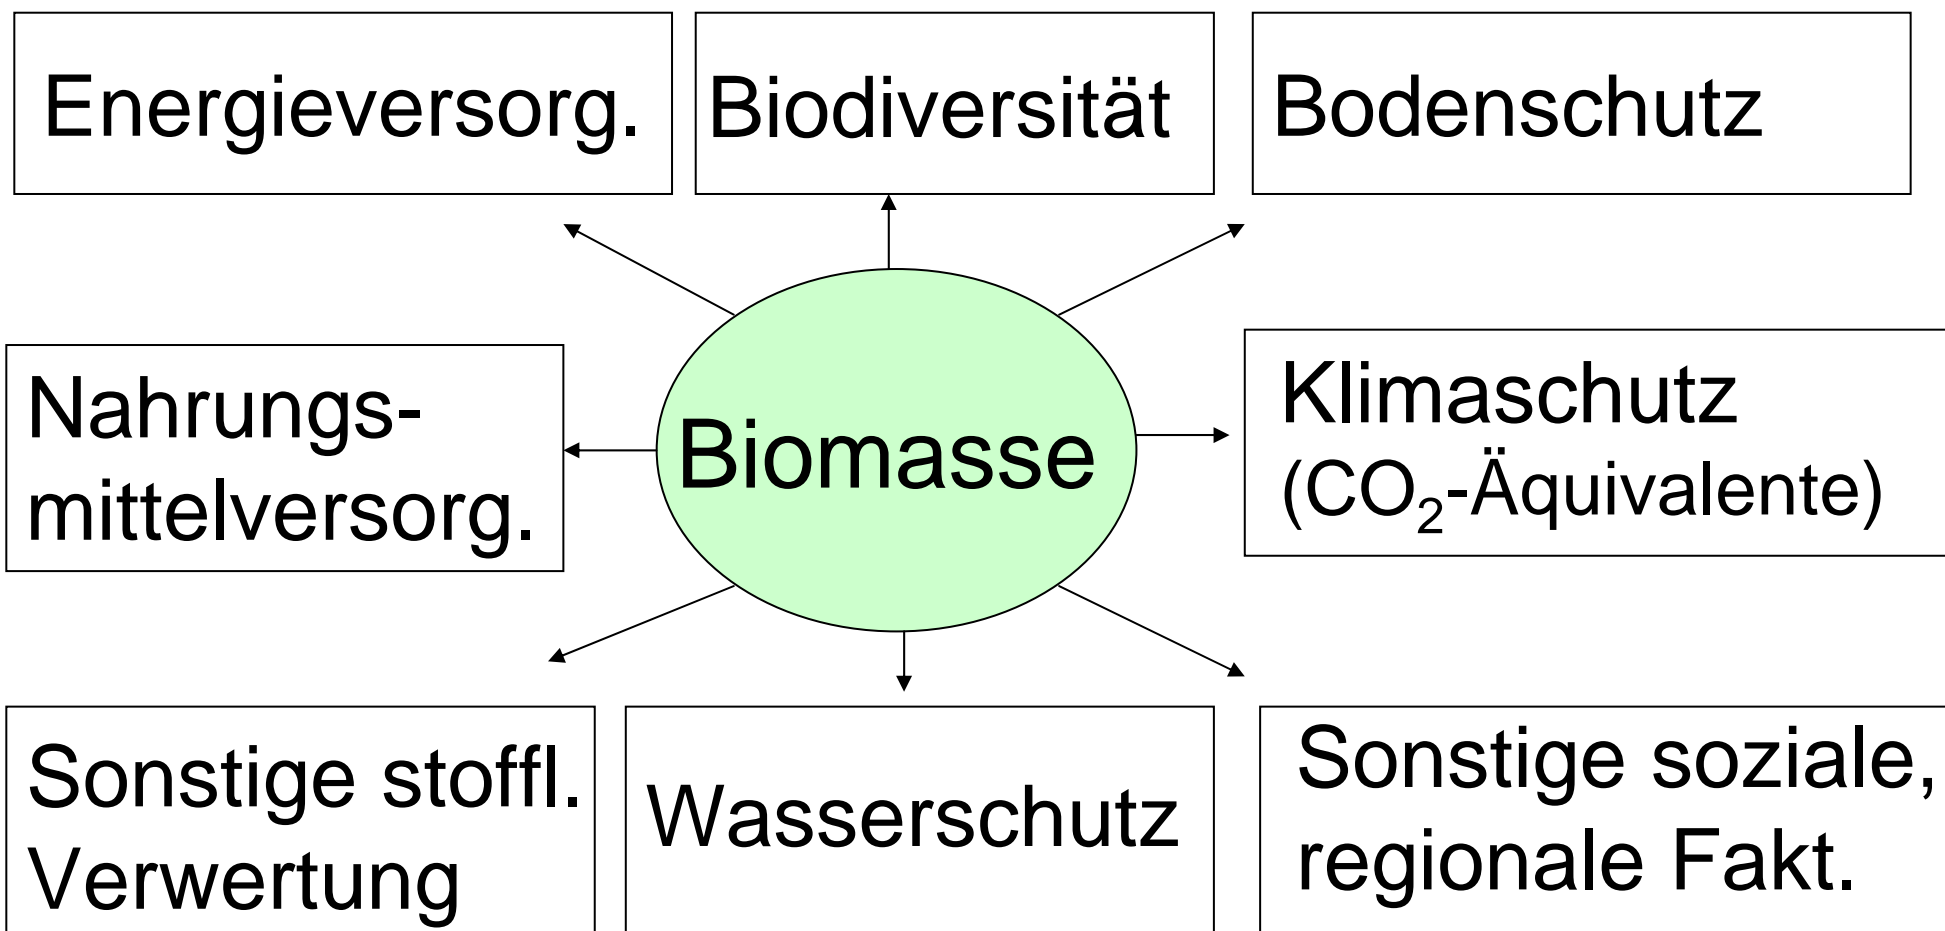 Energieversorg.
Biodiversität
Bodenschutz
Nahrungs-
mittelversorg.
Biomasse
Klimaschutz
(CO₂-Äquivalente)
Sonstige stoffl.
Verwertung
Wasserschutz
Sonstige soziale,
regionale Fakt.